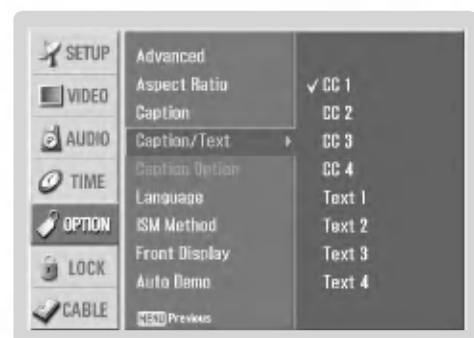 SETUP
VIDEO
AUDIO
TIME
OPTION
LOCK
CABLE
Advanced
Aspect Ratio
Caption
Caption/Text
Caption Option
Language
ISM Method
Front Display
Auto Demo
MENU Previous
✓ CC 1
CC 2
CC 3
CC 4
Text 1
Text 2
Text 3
Text 4